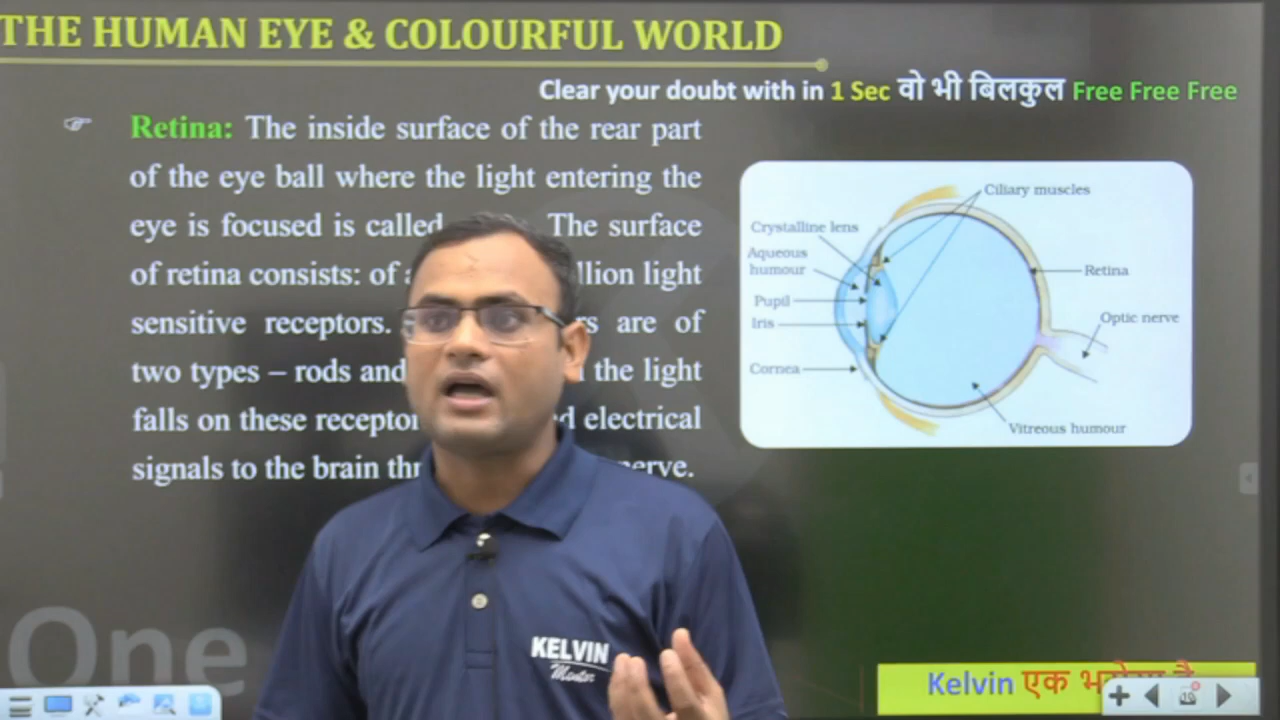 THE HUMAN EYE & COLOURFUL WORLD
Clear your doubt with in 1 Sec वो भी बिलकुल Free Free Free
☞ Retina: The inside surface of the rear part
of the eye ball where the light entering the
eye is focused is called The surface
of retina consists: of light
sensitive receptors. are of
two types – rods and the light
falls on these electrical
signals to the brain nerve.
Ciliary muscles
Crystalline lens
Aqueous
humour
Retina
Pupil
Optic nerve
Iris
Cornea
Vitreous humour
One
KELVIN
Mentor
Kelvin एक